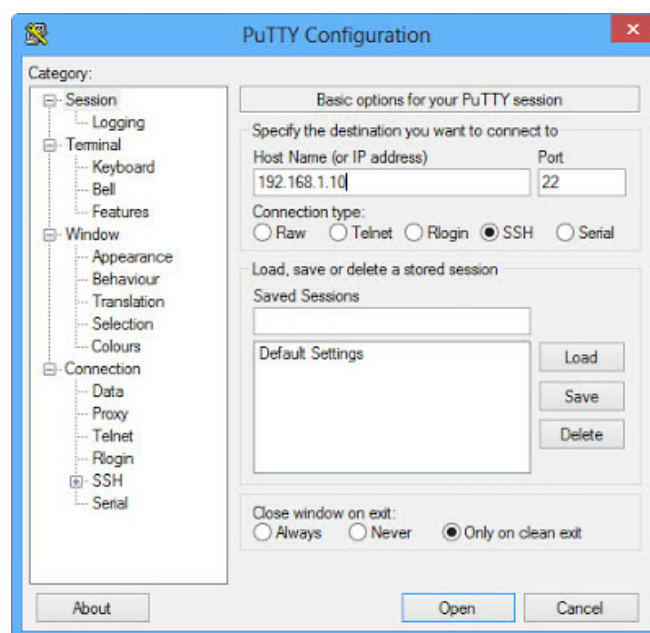 PuTTY Configuration
Category:
Session
Logging
Terminal
Keyboard
Bell
Features
Window
Appearance
Behaviour
Translation
Selection
Colours
Connection
Data
Proxy
Telnet
Rlogin
SSH
Serial
Basic options for your PuTTY session
Specify the destination you want to connect to
Host Name (or IP address) Port
192.168.1.10 22
Connection type:
Raw Telnet Rlogin SSH Serial
Load, save or delete a stored session
Saved Sessions
Default Settings
Load
Save
Delete
Close window on exit:
Always Never Only on clean exit
About Open Cancel